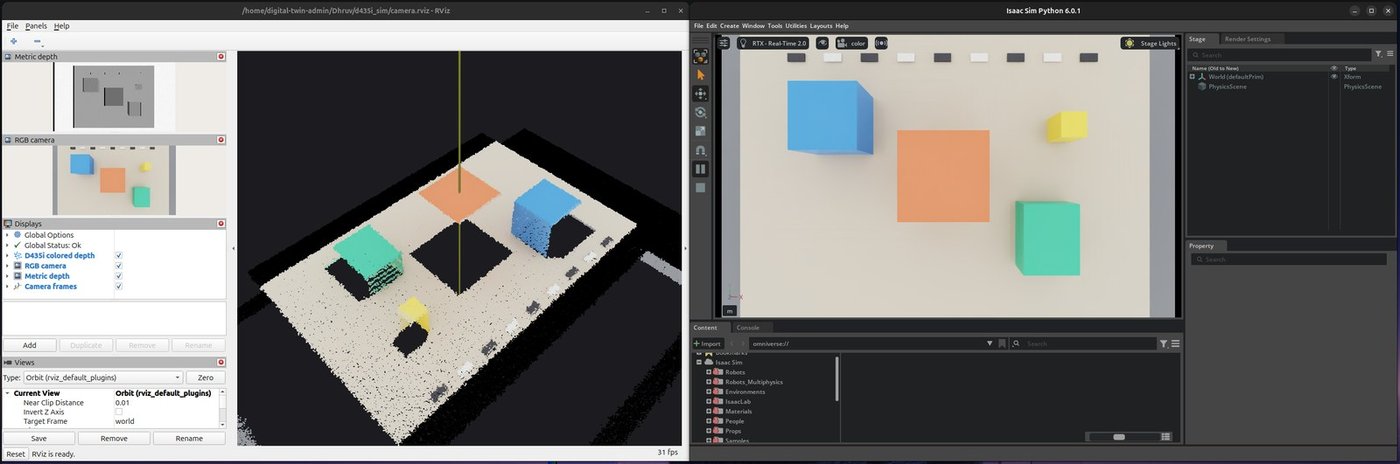 /home/digital-twin-admin/Dhruv/d435i_sim/camera.rviz - RViz
File Panels Help
Metric depth
RGB camera
Displays
Global Options
Global Status: Ok
D435i colored depth
RGB camera
Metric depth
Camera frames
Add Duplicate Remove Rename
Views
Type: Orbit (rviz_default_plugins) Zero
Current View Orbit (rviz_default_plugins)
Near Clip Distance 0.01
Invert Z Axis
Target Frame world
Save Remove Rename
Reset RViz is ready. 31 fps
Isaac Sim Python 6.0.1
File Edit Create Window Tools Utilities Layouts Help
RTX - Real-Time 2.0 color Stage Lights
X
m
Stage Render Settings
Search
Name (Old to New) Type
World (defaultPrim) Xform
PhysicsScene PhysicsScene
Property
Search
Content Console
Import omniverse:// Search
Bookmarks
Isaac Sim
Robots
Robots_Multiphysics
Environments
IsaacLab
Materials
People
Props
Samples